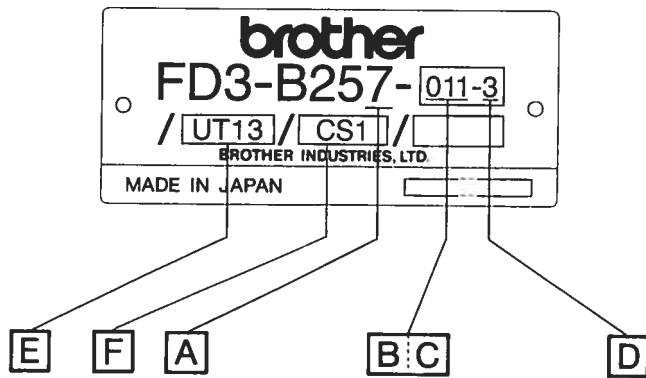 brother
FD3-B257-011-3
/UT13/CS1/
BROTHER INDUSTRIES, LTD.
MADE IN JAPAN
E F A B C D